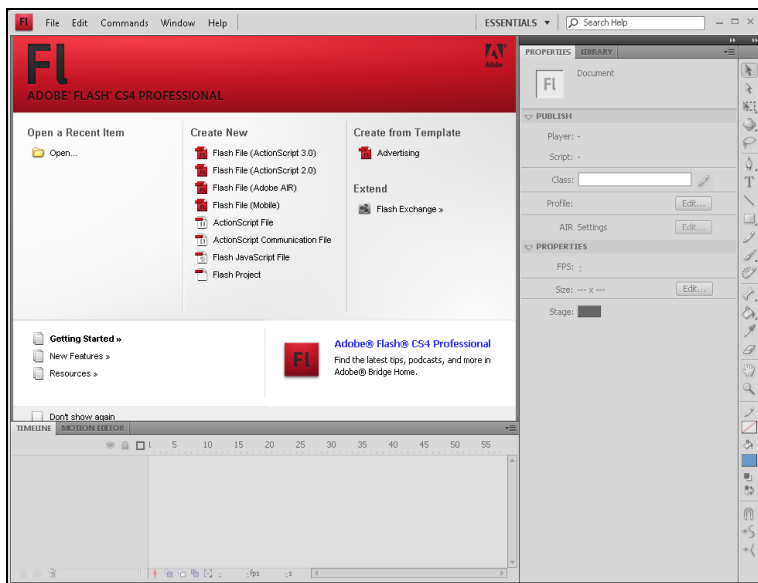 Fl File Edit Commands Window Help ESSENTIALS Search Help
Fl
Adobe
ADOBE® FLASH® CS4 PROFESSIONAL
Open a Recent Item
Open...
Create New
Flash File (ActionScript 3.0)
Flash File (ActionScript 2.0)
Flash File (Adobe AIR)
Flash File (Mobile)
ActionScript File
ActionScript Communication File
Flash JavaScript File
Flash Project
Create from Template
Advertising
Extend
Flash Exchange »
Getting Started »
New Features »
Resources »
Fl
Adobe® Flash® CS4 Professional
Find the latest tips, podcasts, and more in
Adobe® Bridge Home.
Don't show again
TIMELINE MOTION EDITOR
1 5 10 15 20 25 30 35 40 45 50 55
fps s
PROPERTIES LIBRARY
Fl Document
PUBLISH
Player: -
Script: -
Class:
Profile: Edit...
AIR Settings Edit...
PROPERTIES
FPS: -
Size: --- x --- Edit...
Stage:
T